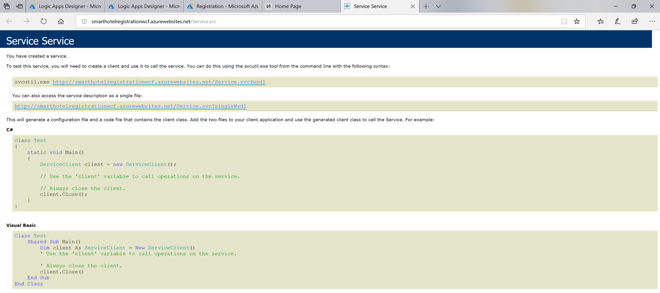 Logic Apps Designer - Micro
Logic Apps Designer - Micro
Registration - Microsoft Az
Home Page
Service Service
smarthotelregistrationwcf.azurewebsites.net/Service.svc
Service Service
You have created a service.
To test this service, you will need to create a client and use it to call the service. You can do this using the svcutil.exe tool from the command line with the following syntax:
svcutil.exe http://smarthotelregistrationwcf.azurewebsites.net/Service.svc?wsdl
You can also access the service description as a single file:
http://smarthotelregistrationwcf.azurewebsites.net/Service.svc?singleWsdl
This will generate a configuration file and a code file that contains the client class. Add the two files to your client application and use the generated client class to call the Service. For example:
C#
class Test
{
static void Main()
{
ServiceClient client = new ServiceClient();
// Use the 'client' variable to call operations on the service.
// Always close the client.
client.Close();
}
}
Visual Basic
Class Test
Shared Sub Main()
Dim client As ServiceClient = New ServiceClient()
' Use the 'client' variable to call operations on the service.
' Always close the client.
client.Close()
End Sub
End Class